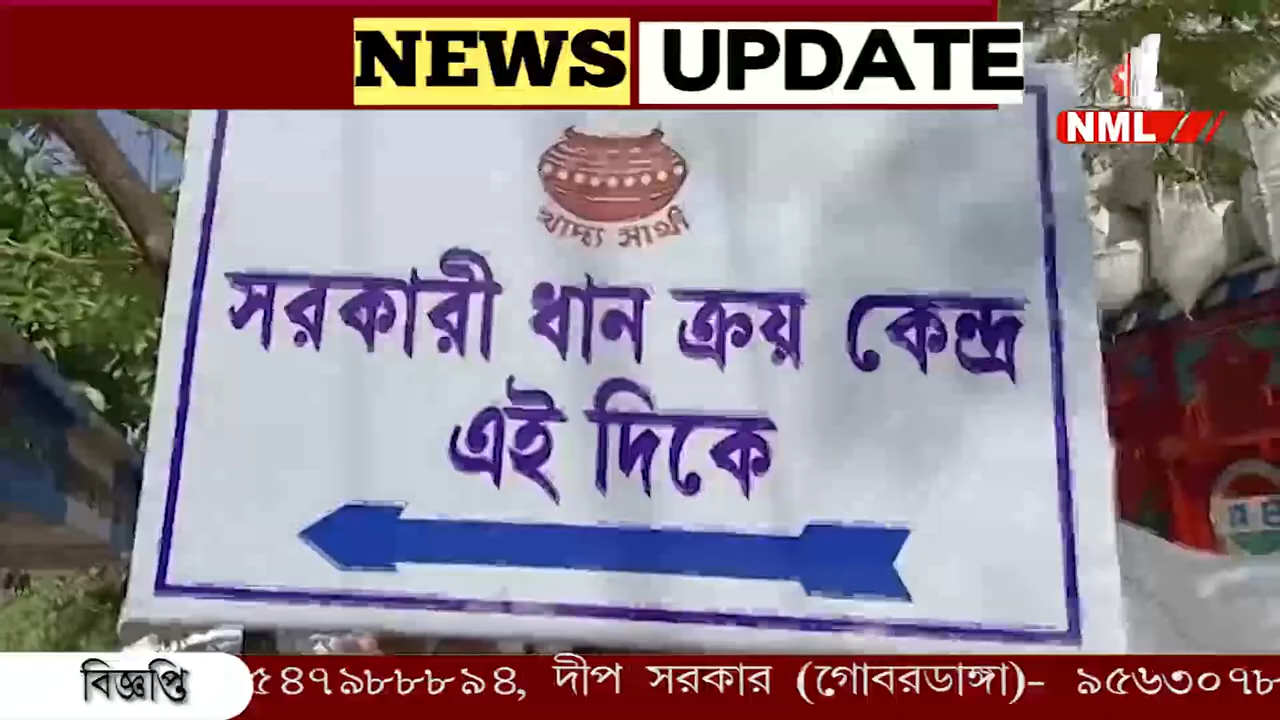 NEWS UPDATE
NML
খাদ্য সাথী
সরকারী ধান ক্রয় কেন্দ্র
এই দিকে
বিজ্ঞপ্তি
৫৪৭৯৮৮৮৯৪, দীপ সরকার (গোবরডাঙ্গা)- ৯৫৬৩০৭৮